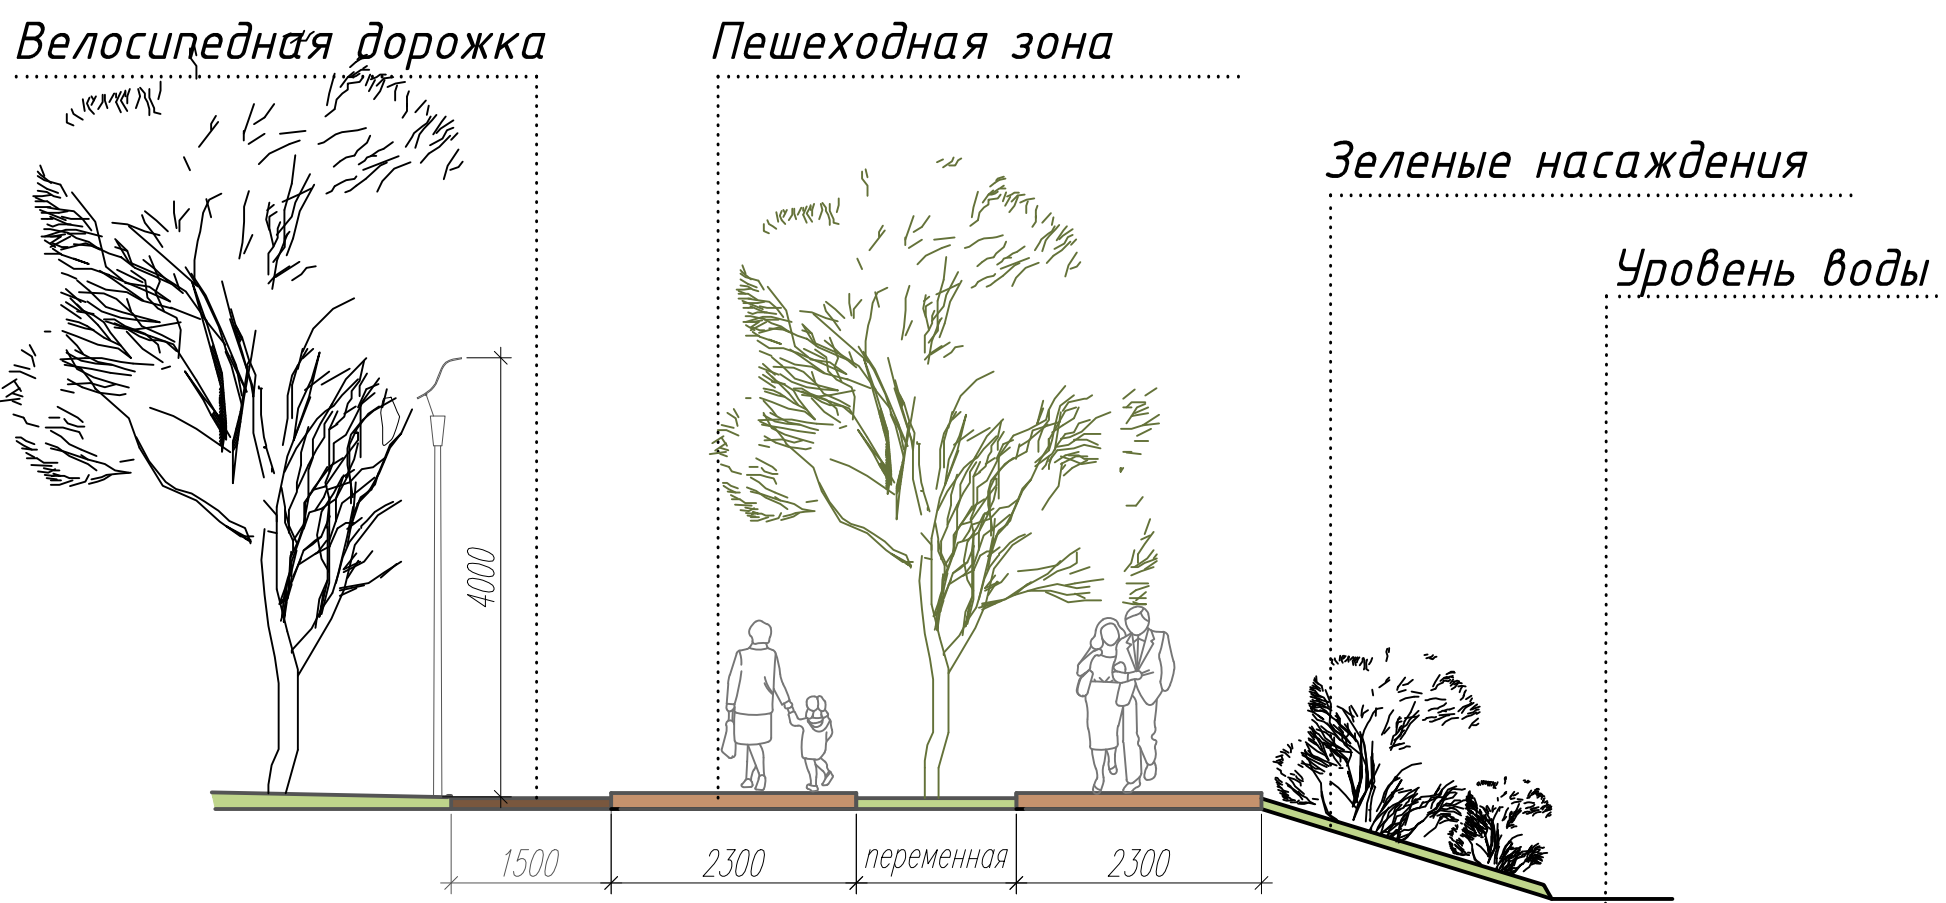 Велосипедная дорожка
Пешеходная зона
Зеленые насаждения
Уровень воды
4000
1500
2300
переменная
2300